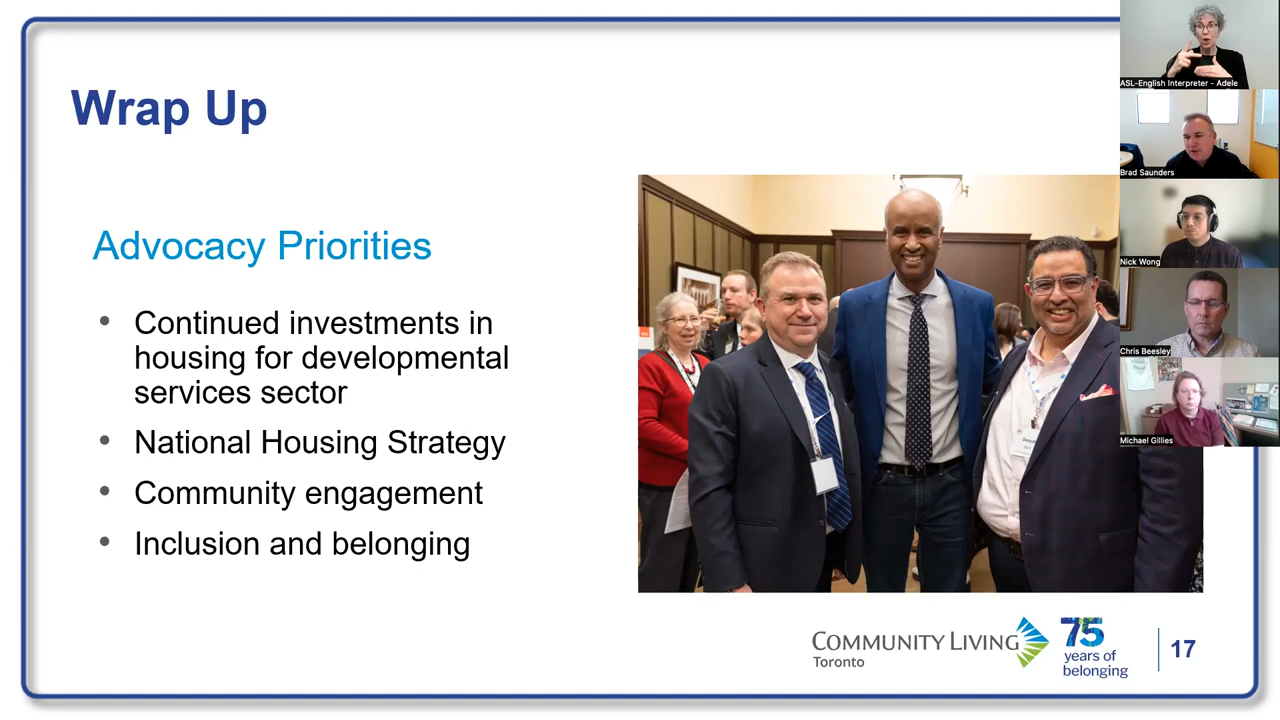 Wrap Up
Advocacy Priorities
• Continued investments in
housing for developmental
services sector
• National Housing Strategy
• Community engagement
• Inclusion and belonging
COMMUNITY LIVING
Toronto
75
years of
belonging
17
ASL-English Interpreter - Adele
Brad Saunders
Nick Wong
Chris Beesley
Michael Gillies